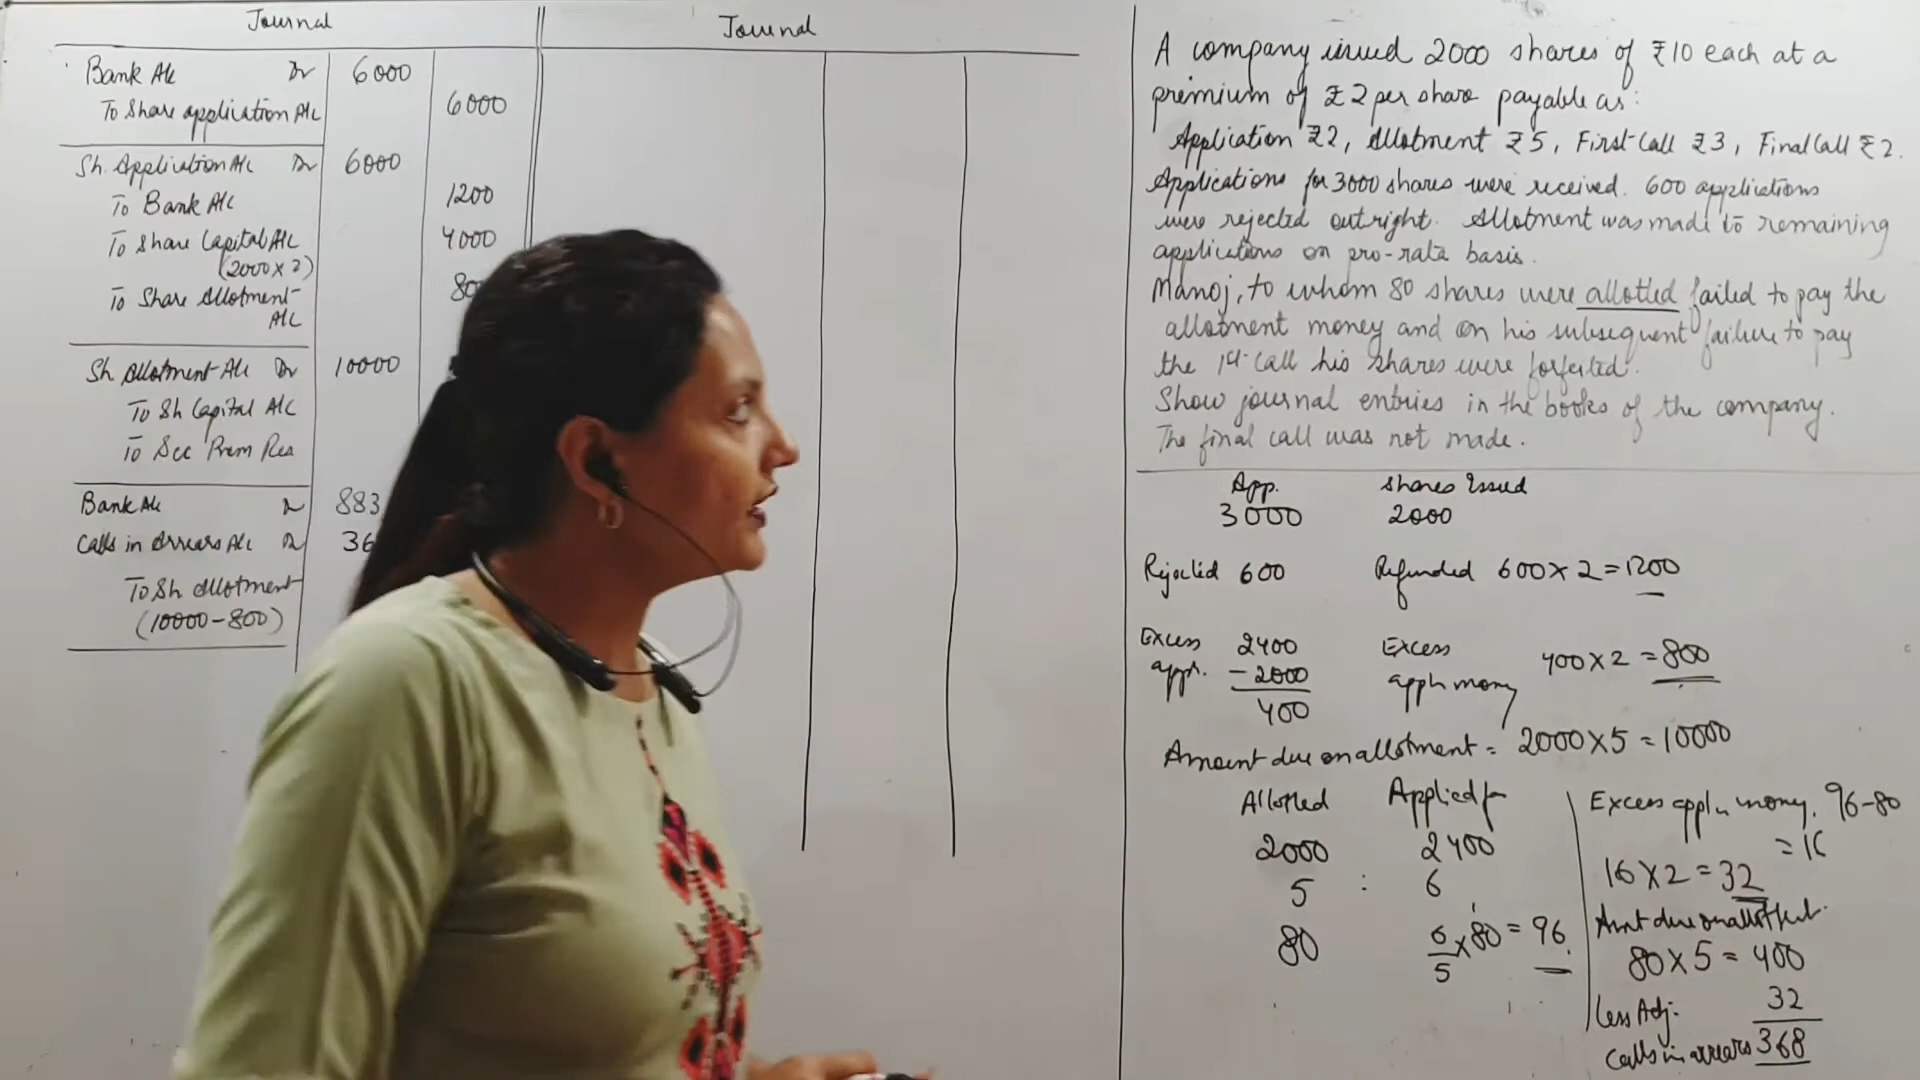 Journal
Bank A/c Dr 6000
To Share application A/c 6000
Sh. Application A/c Dr 6000
To Bank A/c 1200
To Share Capital A/c 4000
(2000 x 2)
To Share Allotment 80
A/c
Sh Allotment A/c Dr 10000
To Sh Capital A/c
To Sec Prem Res
Bank A/c Dr 883
Calls in Arrears A/c Dr 36
To Sh allotment
(10000-800)
Journal
A company issued 2000 shares of ₹10 each at a
premium of ₹2 per share payable as:
Application ₹2, Allotment ₹5, First Call ₹3, Final Call ₹2.
Applications for 3000 shares were received. 600 applications
were rejected outright. Allotment was made to remaining
applications on pro-rata basis.
Manoj, to whom 80 shares were allotted failed to pay the
allotment money and on his subsequent failure to pay
the 1st call his shares were forfeited.
Show journal entries in the books of the company.
The final call was not made.
App. Shares Issued
3000 2000
Rejected 600 Refunded 600 x 2 = 1200
Excess 2400 Excess 400 x 2 = 800
appl. - 2000 appln money
400
Amount due on allotment = 2000 x 5 = 10000
Allotted Applied for
2000 2400
5 : 6
80 6/5 x 80 = 96
Excess appln money. 96-80
= 16
16 x 2 = 32
Amt due on allotment
80 x 5 = 400
Less Adj. 32
Calls in arrears 368